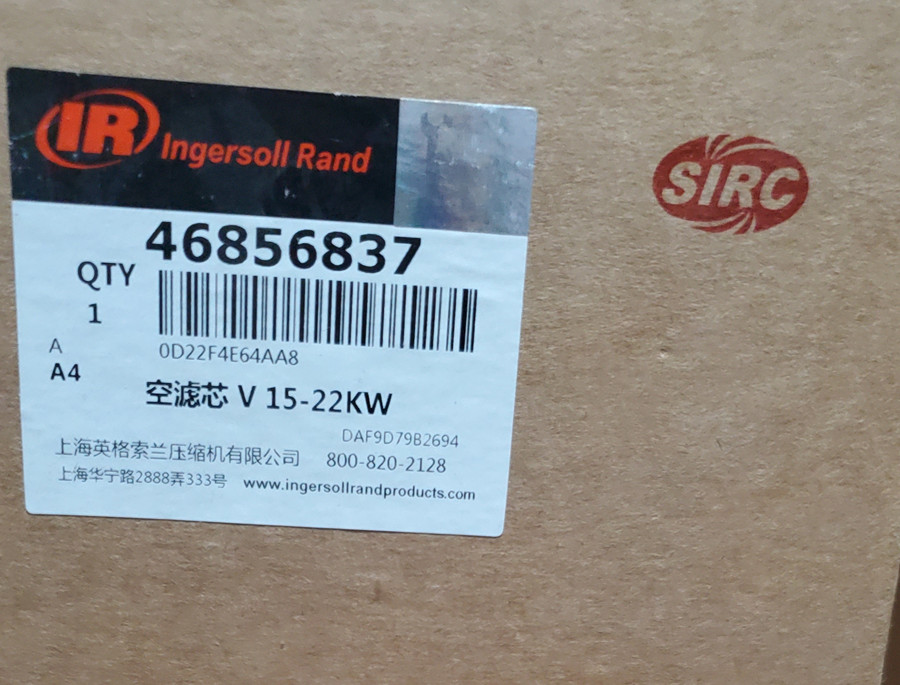 IR Ingersoll Rand
SIRC
46856837
QTY
1
0D22F4E64AA8
A
A4
空滤芯 V 15-22KW
DAF9D79B2694
上海英格索兰压缩机有限公司 800-820-2128
上海华宁路2888弄333号 www.ingersollrandproducts.com